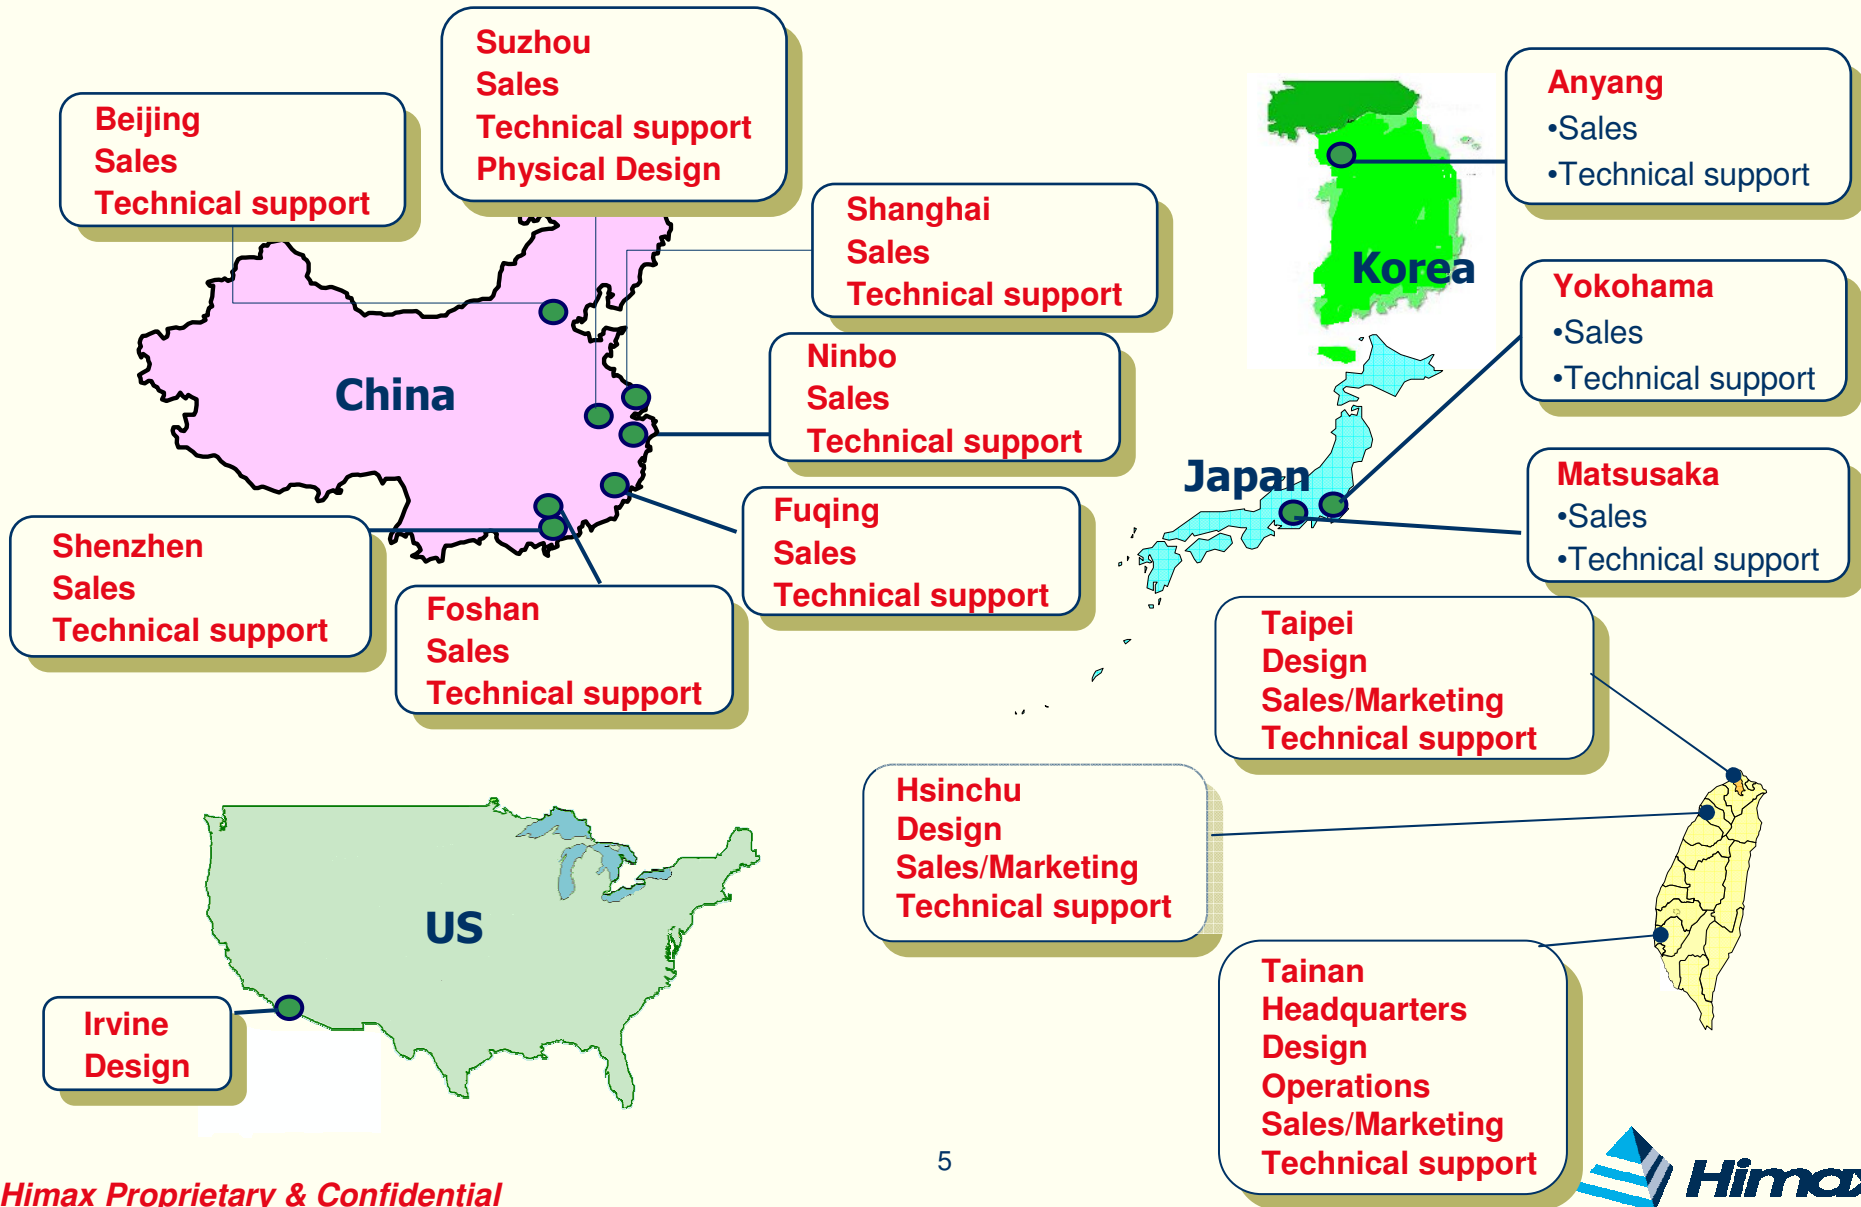 Suzhou
Sales
Technical support
Physical Design
Beijing
Sales
Technical support
Shanghai
Sales
Technical support
Ninbo
Sales
Technical support
China
Fuqing
Sales
Technical support
Shenzhen
Sales
Technical support
Foshan
Sales
Technical support
Anyang
•Sales
•Technical support
Korea
Yokohama
•Sales
•Technical support
Japan
Matsusaka
•Sales
•Technical support
Taipei
Design
Sales/Marketing
Technical support
Hsinchu
Design
Sales/Marketing
Technical support
US
Irvine
Design
Tainan
Headquarters
Design
Operations
Sales/Marketing
Technical support
5
Himax Proprietary & Confidential
Himax